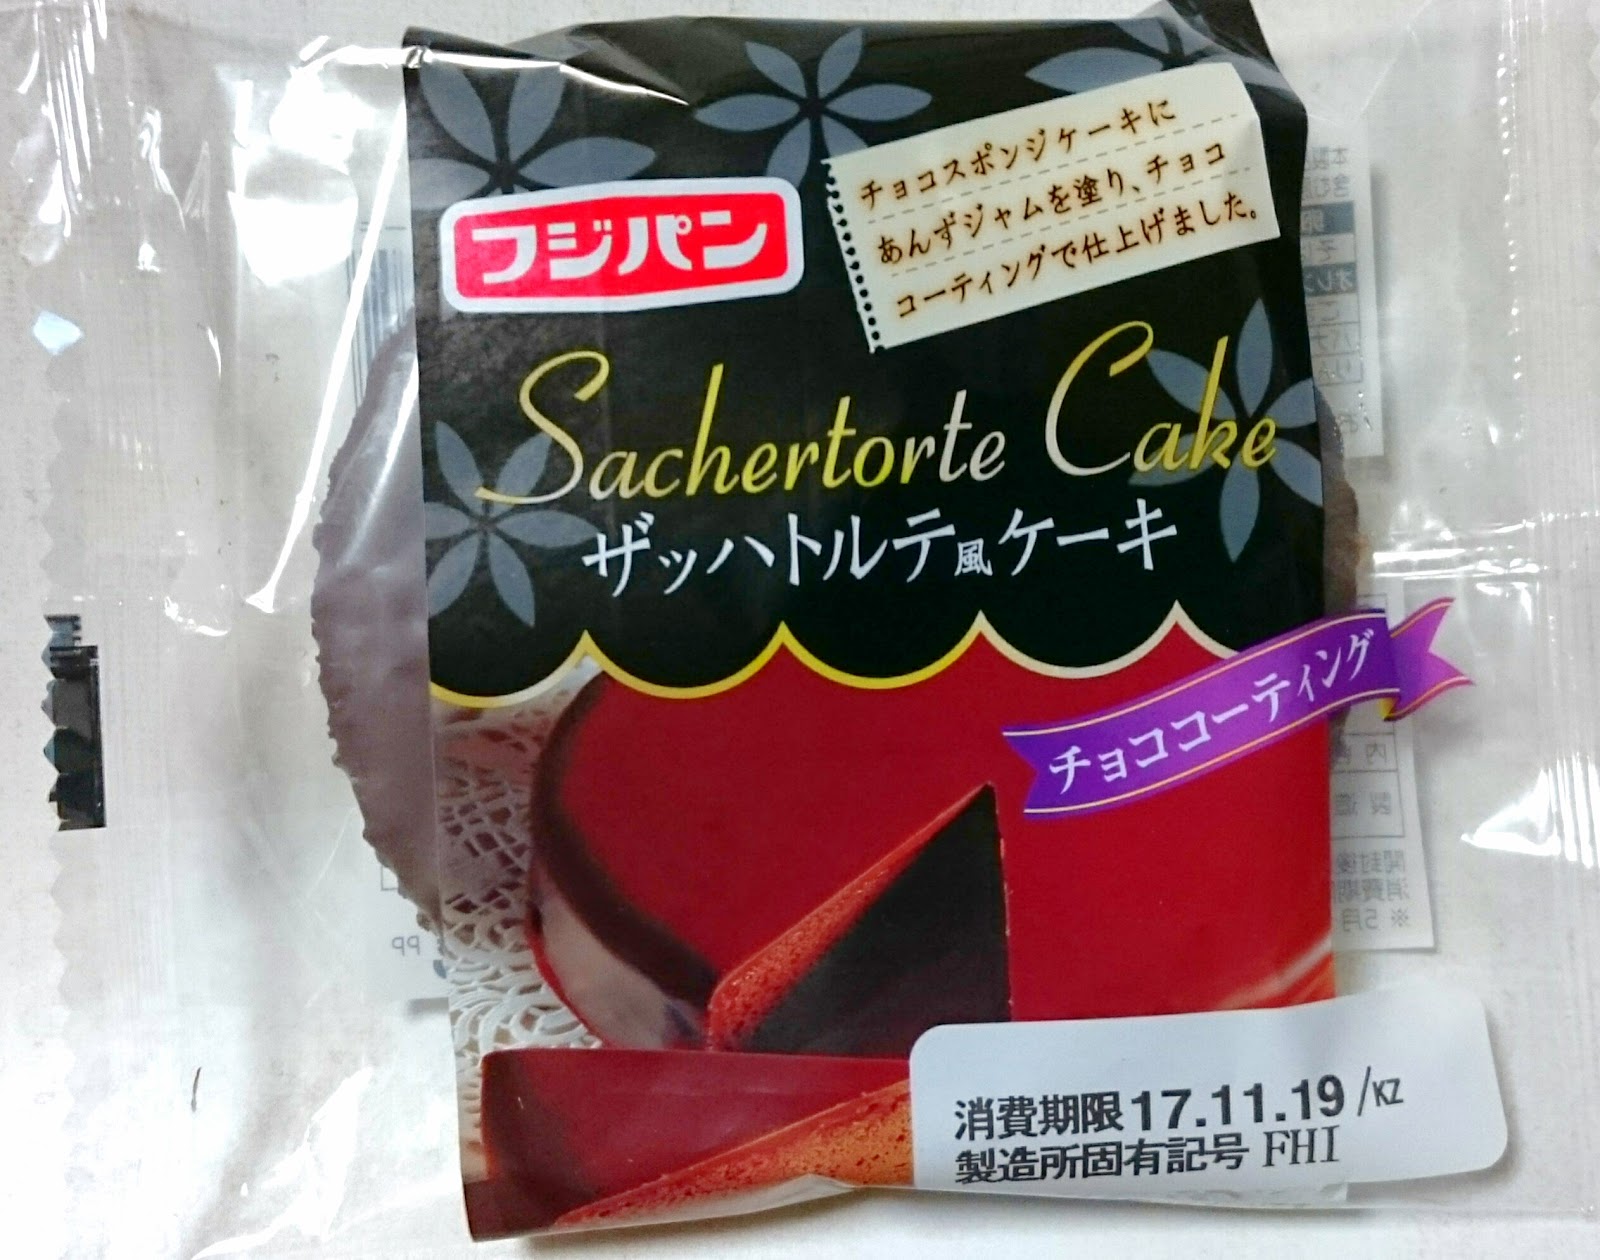 フジパン
チョコスポンジケーキに
あんずジャムを塗り、チョコ
コーティングで仕上げました。
Sachertorte Cake
ザッハトルテ風ケーキ
チョココーティング
消費期限 17.11.19 /KZ
製造所固有記号 FHI